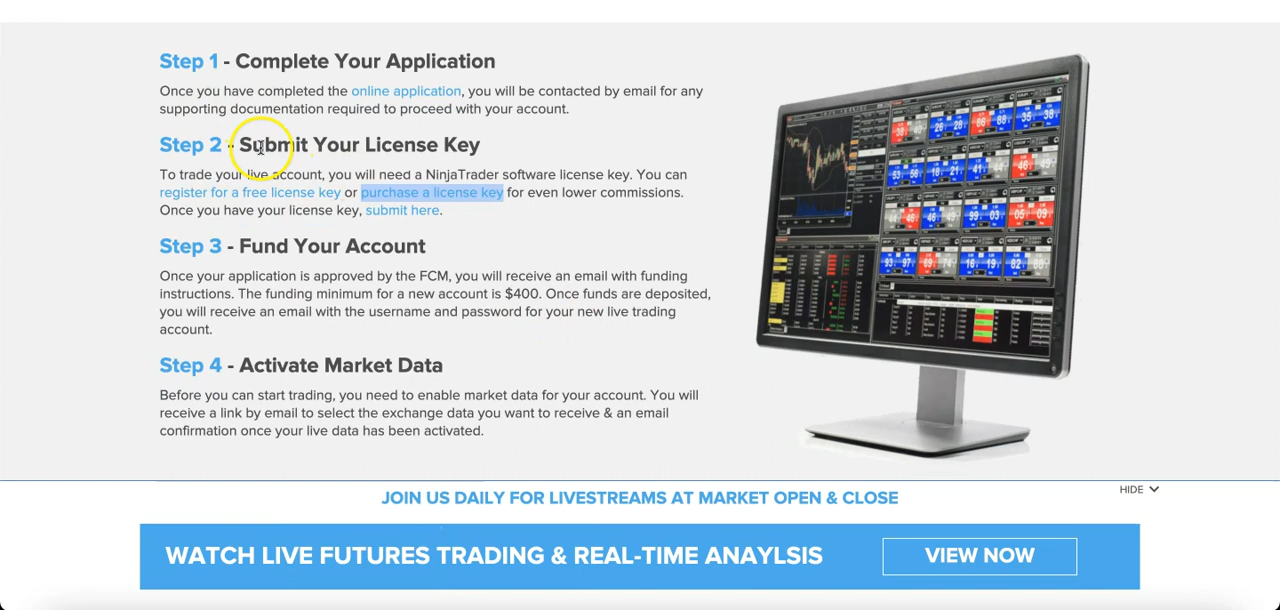 Step 1 - Complete Your Application
Once you have completed the online application, you will be contacted by email for any
supporting documentation required to proceed with your account.
Step 2 - Submit Your License Key
To trade your live account, you will need a NinjaTrader software license key. You can
register for a free license key or purchase a license key for even lower commissions.
Once you have your license key, submit here.
Step 3 - Fund Your Account
Once your application is approved by the FCM, you will receive an email with funding
instructions. The funding minimum for a new account is $400. Once funds are deposited,
you will receive an email with the username and password for your new live trading
account.
Step 4 - Activate Market Data
Before you can start trading, you need to enable market data for your account. You will
receive a link by email to select the exchange data you want to receive & an email
confirmation once your live data has been activated.
HIDE
JOIN US DAILY FOR LIVESTREAMS AT MARKET OPEN & CLOSE
WATCH LIVE FUTURES TRADING & REAL-TIME ANAYLSIS
VIEW NOW